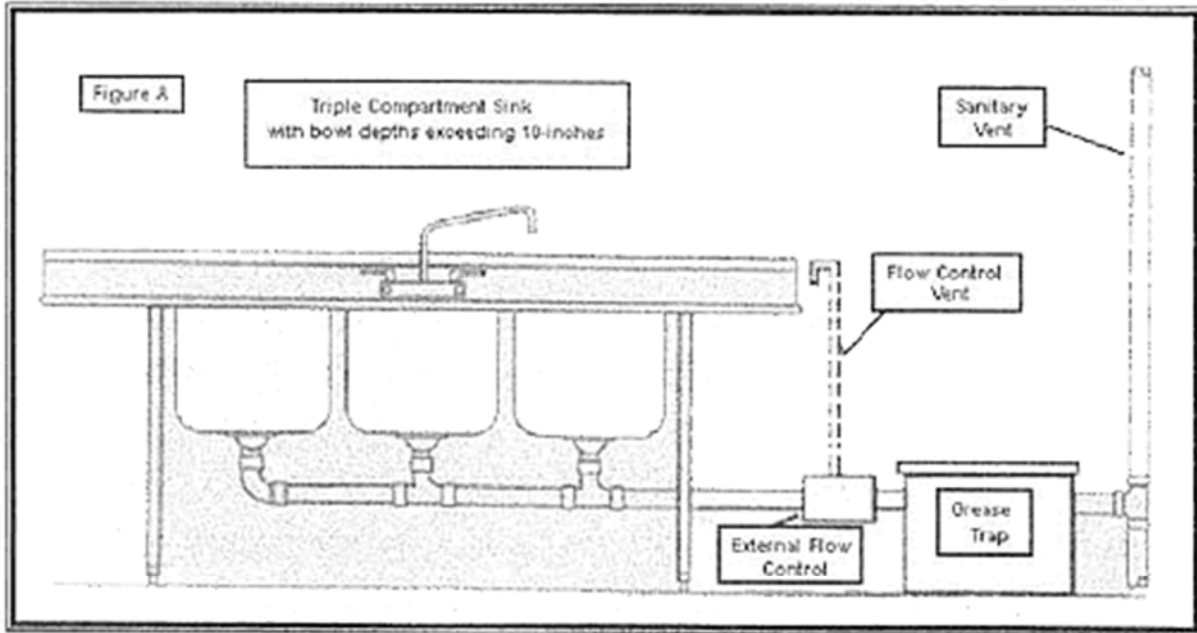 Figure A
Triple Compartment Sink
with bowl depths exceeding 10-inches
Sanitary
Vent
Flow Control
Vent
External Flow
Control
Grease
Trap